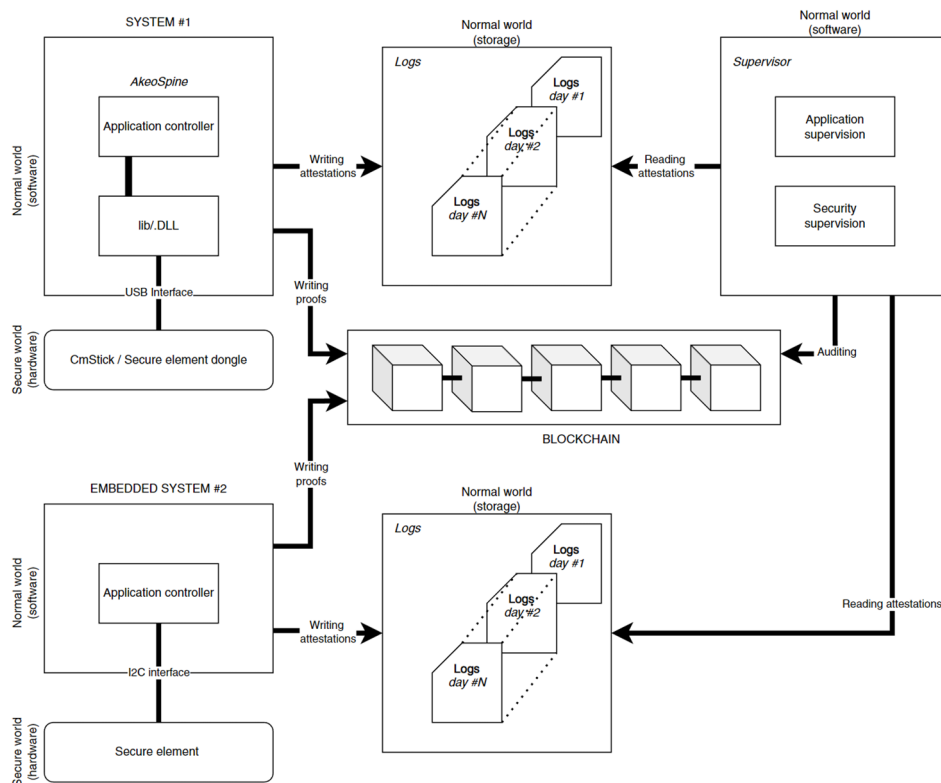 SYSTEM #1
AkeoSpine
Application controller
lib/.DLL
USB Interface
Normal world
(software)
CmStick / Secure element dongle
Secure world
(hardware)
Writing
attestations
Writing
proofs
Normal world
(storage)
Logs
Logs
day #1
Logs
day #2
Logs
day #N
Reading
attestations
Normal world
(software)
Supervisor
Application
supervision
Security
supervision
Auditing
BLOCKCHAIN
Writing
proofs
EMBEDDED SYSTEM #2
Application controller
I2C interface
Normal world
(software)
Secure element
Secure world
(hardware)
Writing
attestations
Normal world
(storage)
Logs
Logs
day #1
Logs
day #2
Logs
day #N
Reading attestations